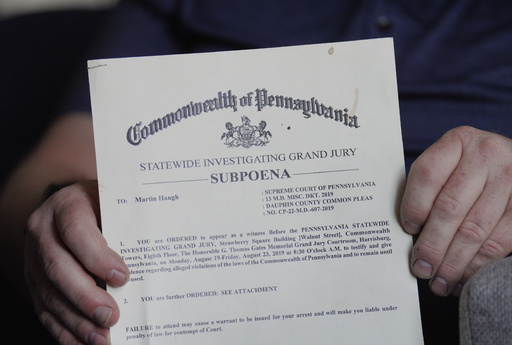 Commonwealth of Pennsylvania
STATEWIDE INVESTIGATING GRAND JURY
SUBPOENA
TO: Martin Haugh
: SUPREME COURT OF PENNSYLVANIA
: 13 M.D. MISC. DKT. 2019
: DAUPHIN COUNTY COMMON PLEAS
: NO. CP-22-M.D.-607-2019
1. YOU are ORDERED to appear as a witness before the PENNSYLVANIA STATEWIDE
INVESTIGATING GRAND JURY, Strawberry Square Building [Walnut Street], Commonwealth
Towers, Eighth Floor, The Honorable G. Thomas Gates Memorial Grand Jury Courtroom, Harrisburg,
Pennsylvania, on Monday, August 19-Friday, August 23, 2019 at 8:30 O'clock A.M. to testify and give
evidence regarding alleged violations of the laws of the Commonwealth of Pennsylvania and to remain until
2. YOU are further ORDERED: SEE ATTACHMENT
FAILURE to attend may cause a warrant to be issued for your arrest and will make you liable under
penalty of law for contempt of Court.